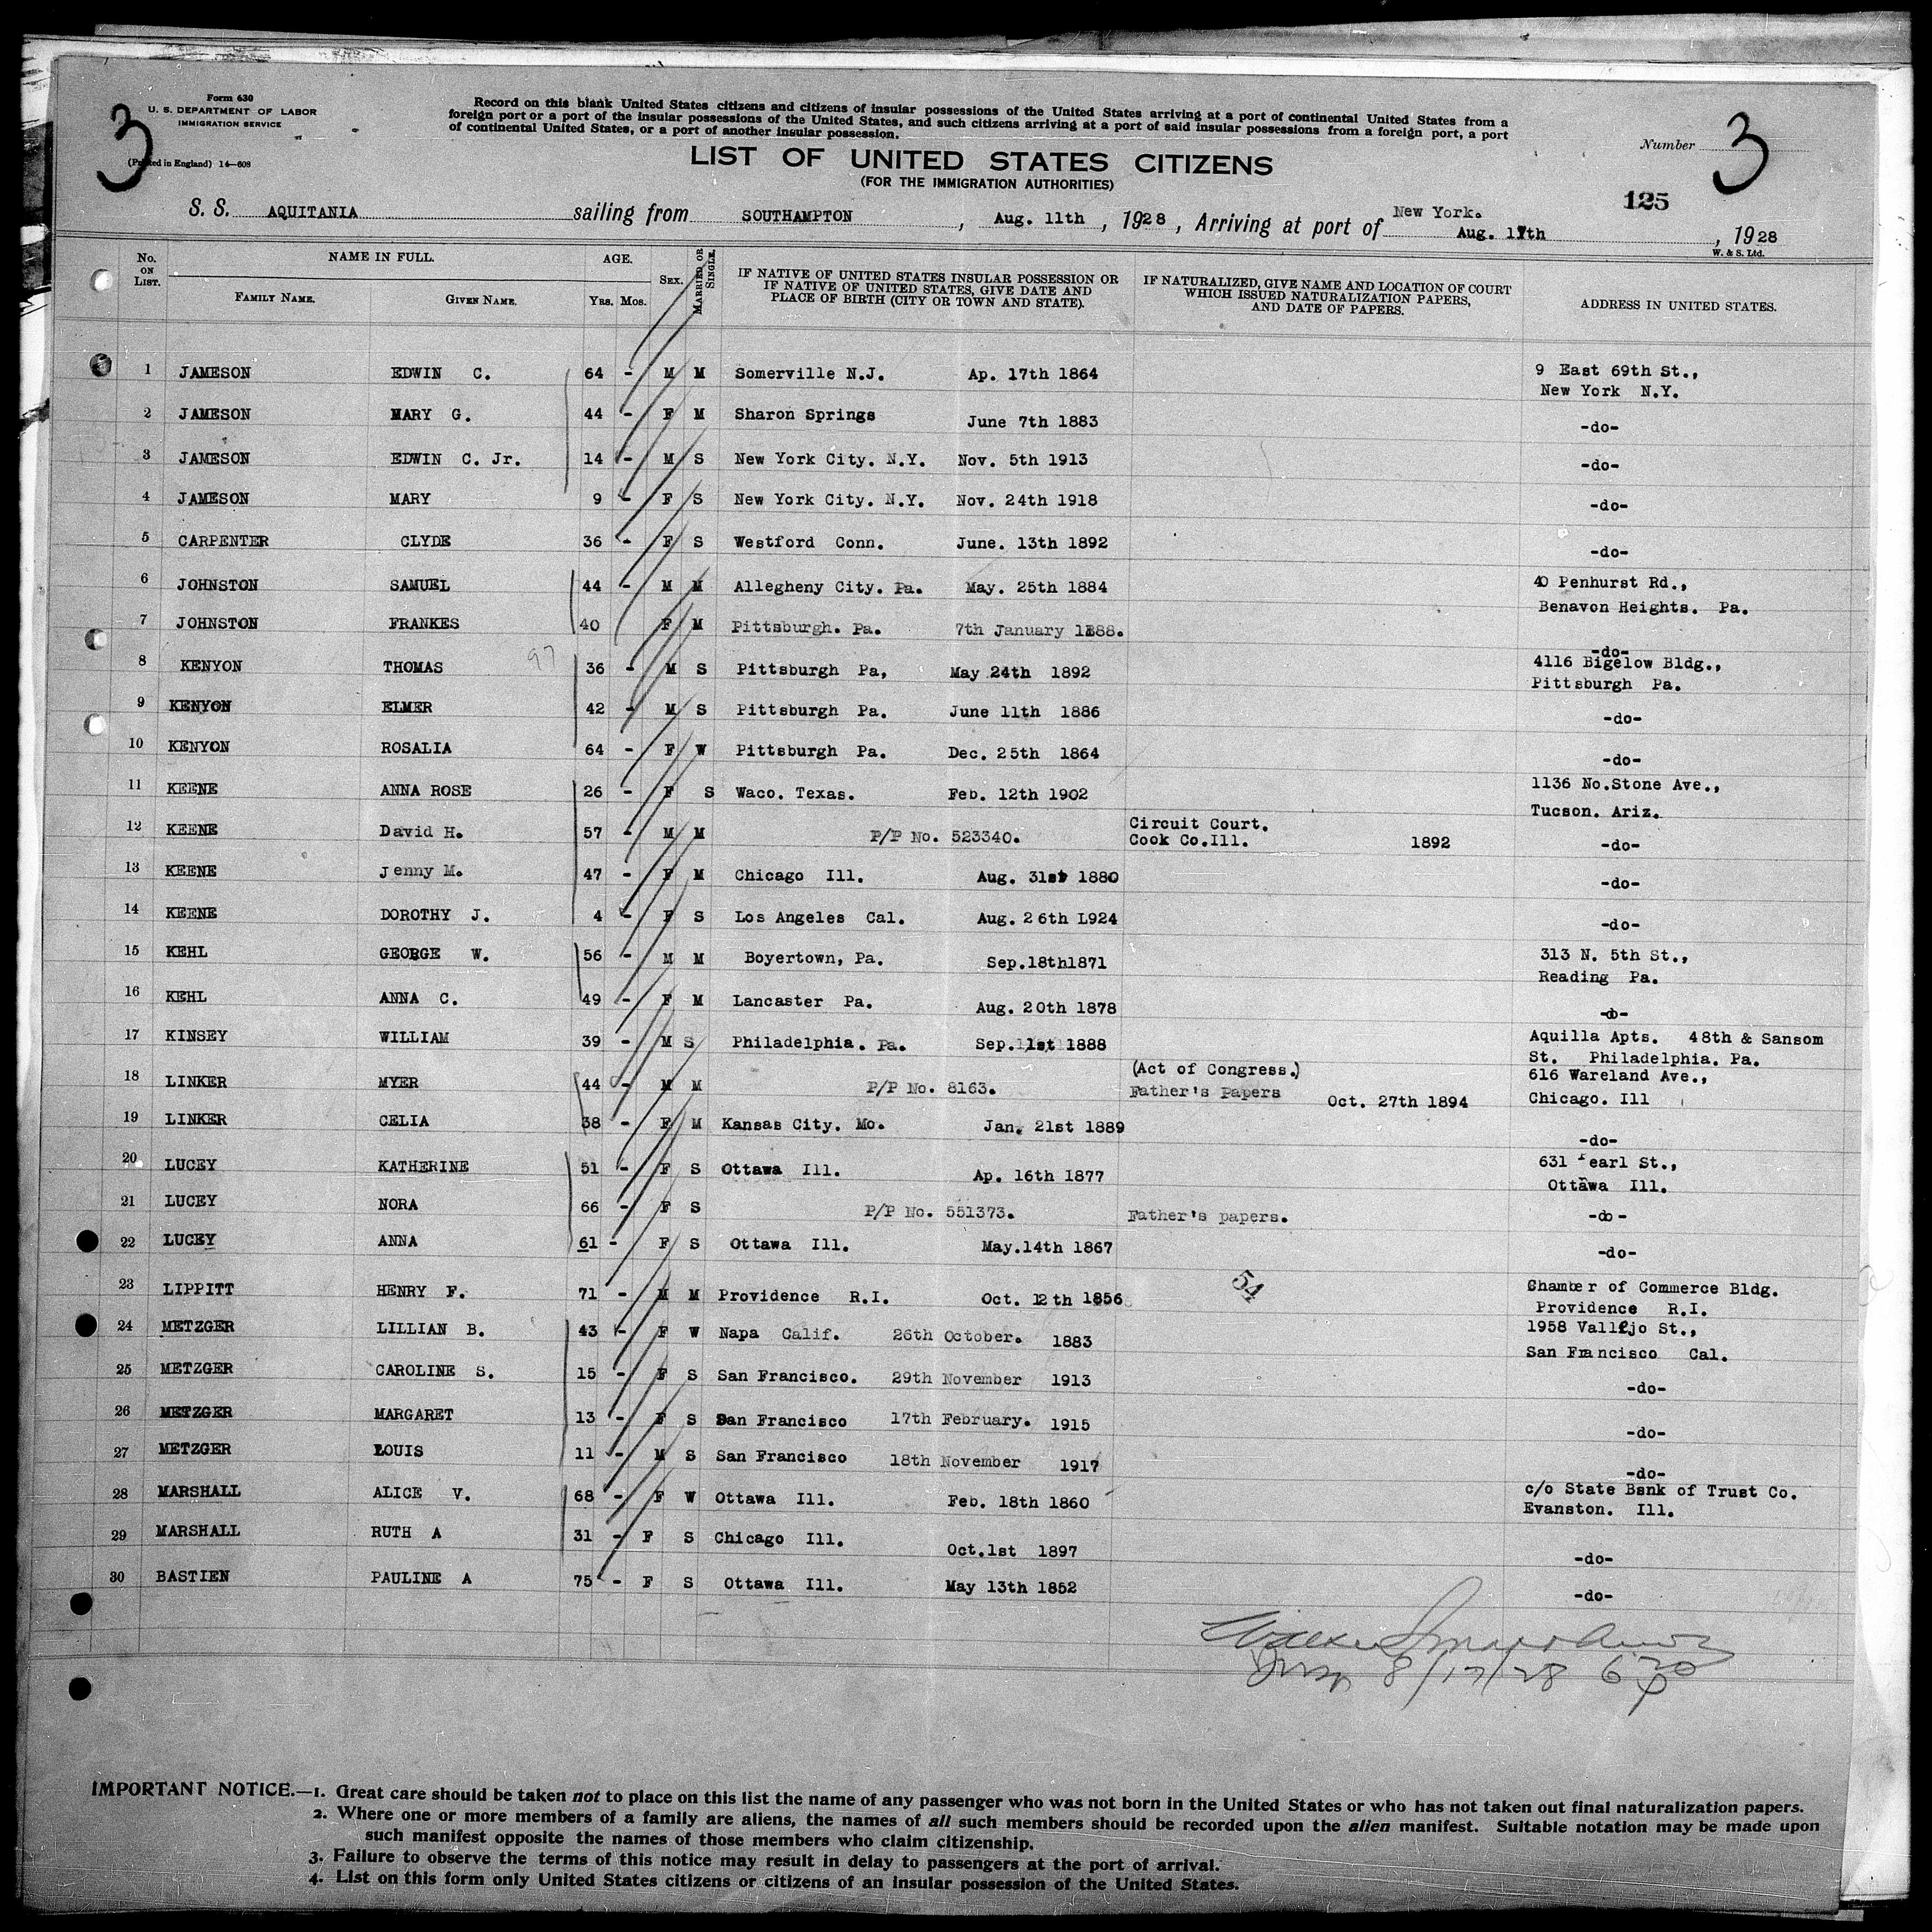 Form 630
U. S. DEPARTMENT OF LABOR
IMMIGRATION SERVICE
(Printed in England) 14—608
3
Record on this blank United States citizens and citizens of insular possessions of the United States arriving at a port of continental United States from a
foreign port or a port of the insular possessions of the United States, and such citizens arriving at a port of said insular possessions from a foreign port, a port
of continental United States, or a port of another insular possession.
Number 3
LIST OF UNITED STATES CITIZENS
(FOR THE IMMIGRATION AUTHORITIES)
125
S. S. AQUITANIA sailing from SOUTHAMPTON, Aug. 11th, 1928, Arriving at port of New York. Aug. 17th, 1928
W. & S. Ltd.
No. ON LIST. NAME IN FULL. AGE. SEX. MARRIED OR SINGLE. IF NATIVE OF UNITED STATES INSULAR POSSESSION OR IF NATIVE OF UNITED STATES, GIVE DATE AND PLACE OF BIRTH (CITY OR TOWN AND STATE). IF NATURALIZED, GIVE NAME AND LOCATION OF COURT WHICH ISSUED NATURALIZATION PAPERS, AND DATE OF PAPERS. ADDRESS IN UNITED STATES.
FAMILY NAME. GIVEN NAME. YRS. MOS.
1 JAMESON EDWIN C. 64 - M M Somerville N.J. Ap. 17th 1864 9 East 69th St.,
New York N.Y.
2 JAMESON MARY G. 44 - F M Sharon Springs June 7th 1883 -do-
3 JAMESON EDWIN C. Jr. 14 - M S New York City. N.Y. Nov. 5th 1913 -do-
4 JAMESON MARY 9 - F S New York City. N.Y. Nov. 24th 1918 -do-
5 CARPENTER CLYDE 36 - F S Westford Conn. June. 13th 1892 -do-
6 JOHNSTON SAMUEL 44 - M M Allegheny City. Pa. May. 25th 1884 40 Penhurst Rd.,
Benavon Heights. Pa.
7 JOHNSTON FRANKES 40 F M Pittsburgh. Pa. 7th January 1888. -do-
97
8 KENYON THOMAS 36 - M S Pittsburgh Pa, May 24th 1892 4116 Bigelow Bldg.,
Pittsburgh Pa.
9 KENYON ELMER 42 - M S Pittsburgh Pa. June 11th 1886 -do-
10 KENYON ROSALIA 64 - F W Pittsburgh Pa. Dec. 25th 1864 -do-
11 KEENE ANNA ROSE 26 - F S Waco. Texas. Feb. 12th 1902 1136 No.Stone Ave.,
Tucson. Ariz.
12 KEENE David H. 57 - M M P/P No. 523340. Circuit Court.
Cook Co.Ill. 1892 -do-
13 KEENE Jenny M. 47 - F M Chicago Ill. Aug. 31st 1880 -do-
14 KEENE DOROTHY J. 4 - F S Los Angeles Cal. Aug. 26th L924 -do-
15 KEHL GEORGE W. 56 - M M Boyertown, Pa. Sep.18th1871 313 N. 5th St.,
Reading Pa.
16 KEHL ANNA C. 49 - F M Lancaster Pa. Aug. 20th 1878 -do-
17 KINSEY WILLIAM 39 - M S Philadelphia. Pa. Sep. 1st 1888 Aquilla Apts. 48th & Sansom
St. Philadelphia. Pa.
18 LINKER MYER 44 - M M P/P No. 8163. (Act of Congress.)
Father's Papers Oct. 27th 1894 616 Wareland Ave.,
Chicago. Ill
19 LINKER CELIA 38 - F M Kansas City. Mo. Jan. 21st 1889 -do-
20 LUCEY KATHERINE 51 - F S Ottawa Ill. Ap. 16th 1877 631 Pearl St.,
Ottawa Ill.
21 LUCEY NORA 66 - F S P/P No. 551373. Father's papers. -do-
22 LUCEY ANNA 61 - F S Ottawa Ill. May.14th 1867 -do-
54
23 LIPPITT HENRY F. 71 - M M Providence R.I. Oct. 12th 1856 Chamber of Commerce Bldg.
Providence R.I.
24 METZGER LILLIAN B. 43 - F W Napa Calif. 26th October. 1883 1958 Vallejo St.,
San Francisco Cal.
25 METZGER CAROLINE S. 15 - F S San Francisco. 29th November 1913 -do-
26 METZGER MARGARET 13 - F S San Francisco 17th February. 1915 -do-
27 METZGER LOUIS 11 - M S San Francisco 18th November 1917 -do-
28 MARSHALL ALICE V. 68 - F W Ottawa Ill. Feb. 18th 1860 c/o State Bank of Trust Co.
Evanston. Ill.
29 MARSHALL RUTH A 31 - F S Chicago Ill. Oct.1st 1897 -do-
30 BASTIEN PAULINE A 75 - F S Ottawa Ill. May 13th 1852 -do-
8/17/28
IMPORTANT NOTICE.—1. Great care should be taken not to place on this list the name of any passenger who was not born in the United States or who has not taken out final naturalization papers.
2. Where one or more members of a family are aliens, the names of all such members should be recorded upon the alien manifest. Suitable notation may be made upon
such manifest opposite the names of those members who claim citizenship.
3. Failure to observe the terms of this notice may result in delay to passengers at the port of arrival.
4. List on this form only United States citizens or citizens of an insular possession of the United States.